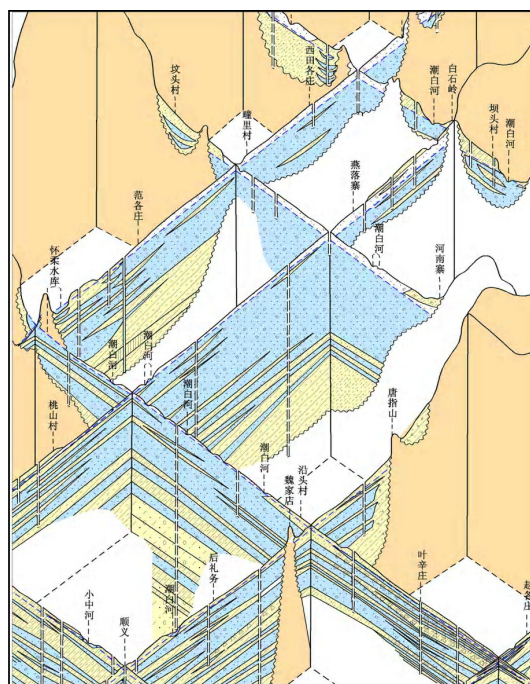 西田各庄
坟头村
潮白河
白石岭
坝头村
潮白河
疃里村
燕落寨
范各庄
潮白河
河南寨
怀柔水库
潮白河
潮白河
潮白河
唐指山
桃山村
潮白河
魏家店
沿头村
后礼务
叶辛庄
潮白河
小中河
顺义
赵各庄